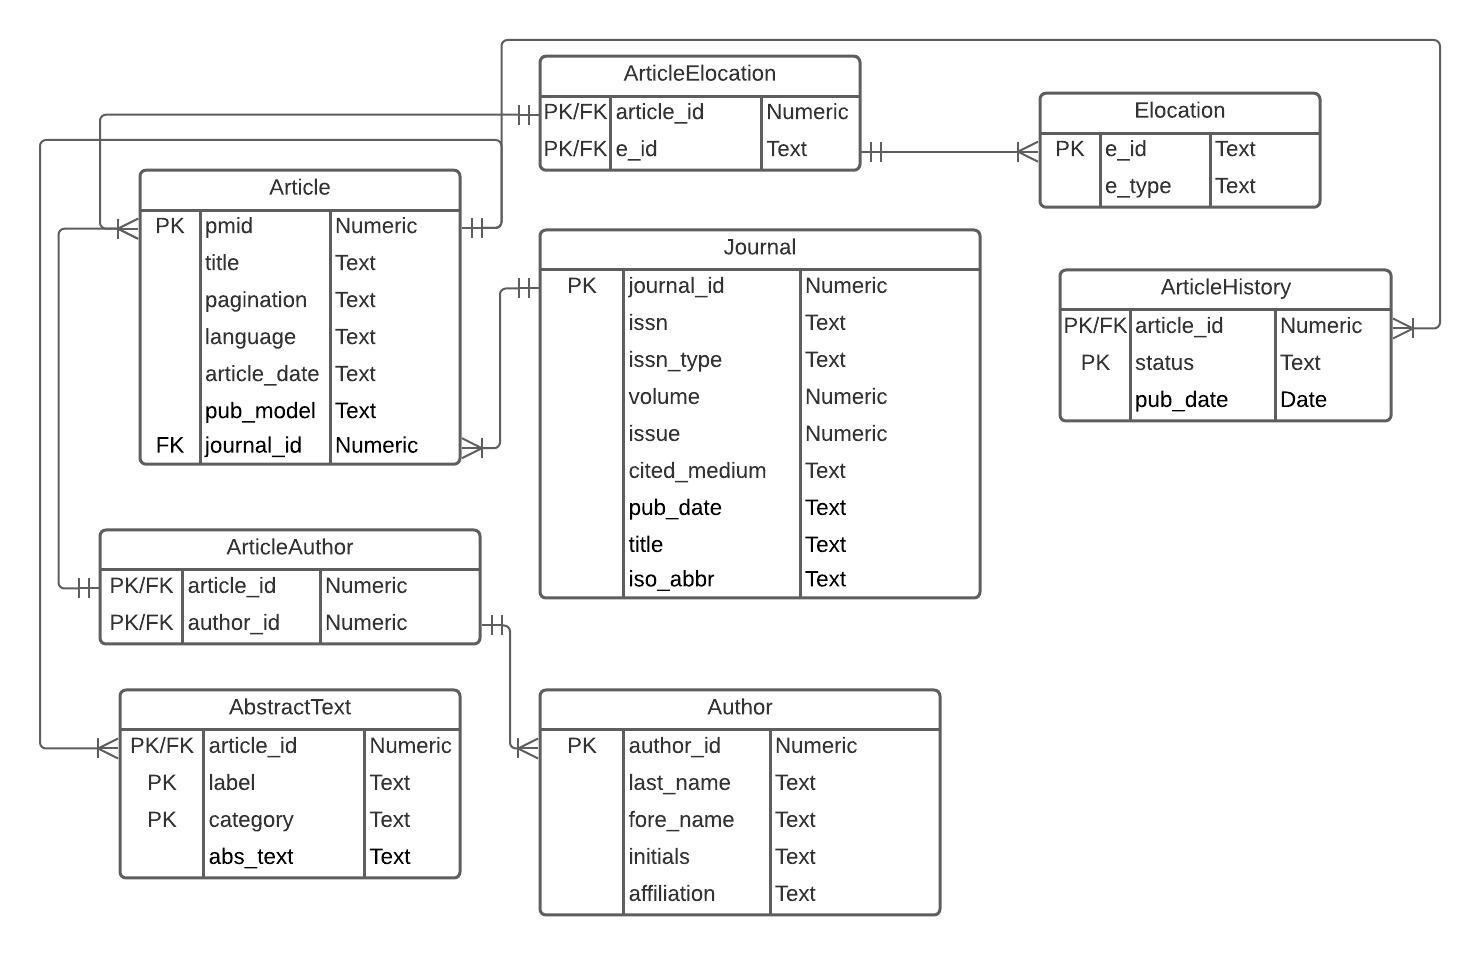 ArticleElocation
PK/FK article_id Numeric
PK/FK e_id Text
Elocation
PK e_id Text
e_type Text
Article
PK pmid Numeric
title Text
pagination Text
language Text
article_date Text
pub_model Text
FK journal_id Numeric
Journal
PK journal_id Numeric
issn Text
issn_type Text
volume Numeric
issue Numeric
cited_medium Text
pub_date Text
title Text
iso_abbr Text
ArticleHistory
PK/FK article_id Numeric
PK status Text
pub_date Date
ArticleAuthor
PK/FK article_id Numeric
PK/FK author_id Numeric
AbstractText
PK/FK article_id Numeric
PK label Text
PK category Text
abs_text Text
Author
PK author_id Numeric
last_name Text
fore_name Text
initials Text
affiliation Text